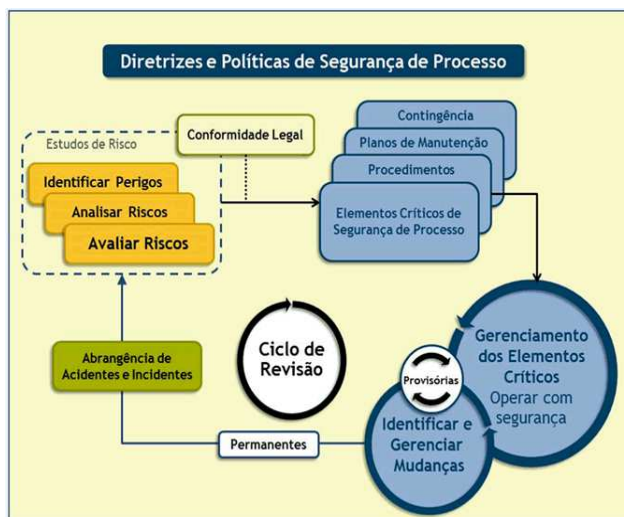 Diretrizes e Políticas de Segurança de Processo
Estudos de Risco
Identificar Perigos
Analisar Riscos
Avaliar Riscos
Conformidade Legal
Contingência
Planos de Manutenção
Procedimentos
Elementos Críticos de
Segurança de Processo
Gerenciamento
dos Elementos
Críticos
Operar com
segurança
Provisórias
Identificar e
Gerenciar
Mudanças
Ciclo de
Revisão
Permanentes
Abrangência de
Acidentes e Incidentes